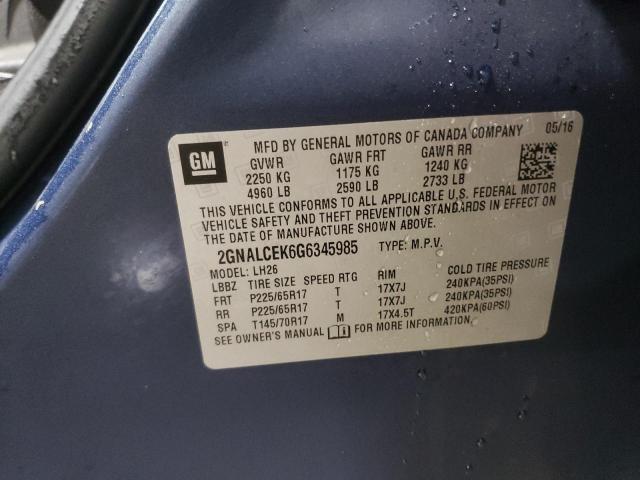 MFD BY GENERAL MOTORS OF CANADA COMPANY 05/16
GM
GVWR GAWR FRT GAWR RR
2250 KG 1175 KG 1240 KG
4960 LB 2590 LB 2733 LB
THIS VEHICLE CONFORMS TO ALL APPLICABLE U.S. FEDERAL MOTOR
VEHICLE SAFETY AND THEFT PREVENTION STANDARDS IN EFFECT ON
THE DATE OF MANUFACTURE SHOWN ABOVE.
2GNALCEK6G6345985 TYPE: M.P.V.
MODEL: LH26
LBBZ TIRE SIZE SPEED RTG RIM COLD TIRE PRESSURE
FRT P225/65R17 T 17X7J 240KPA(35PSI)
RR P225/65R17 T 17X7J 240KPA(35PSI)
SPA T145/70R17 M 17X4.5T 420KPA(60PSI)
SEE OWNER'S MANUAL FOR MORE INFORMATION.